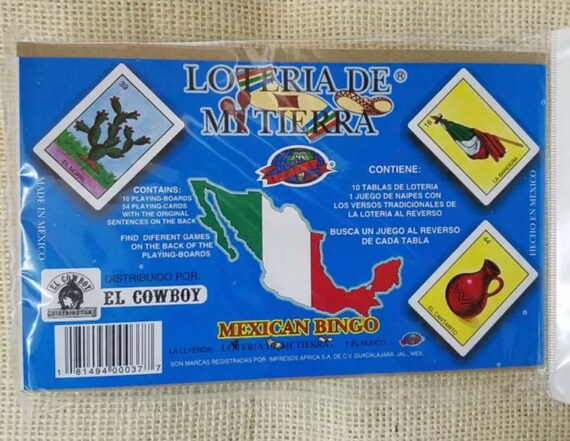 LOTERIA DE ®
MI TIERRA
39
EL NOPAL
16
LA BANDERA
44
EL CANTARITO
MADE IN MEXICO
HECHO EN MEXICO
CONTAINS:
10 PLAYING-BOARDS
54 PLAYING-CARDS
WITH THE ORIGINAL
SENTENCES ON THE BACK
FIND DIFERENT GAMES
ON THE BACK OF THE
PLAYING-BOARDS
CONTIENE:
10 TABLAS DE LOTERIA
1 JUEGO DE NAIPES CON
LOS VERSOS TRADICIONALES DE
LA LOTERIA AL REVERSO
BUSCA UN JUEGO AL REVERSO
DE CADA TABLA
DISTRIBUIDO POR:
EL COWBOY
EL COWBOY
MEXICAN BINGO
LA LEYENDA: LOTERIA DE MI TIERRA Y EL MUNDO
SON MARCAS REGISTRADAS POR: IMPRESOS AFRICA S.A. DE C.V. GUADALAJARA, JAL., MEX.
1 81494 00037 7